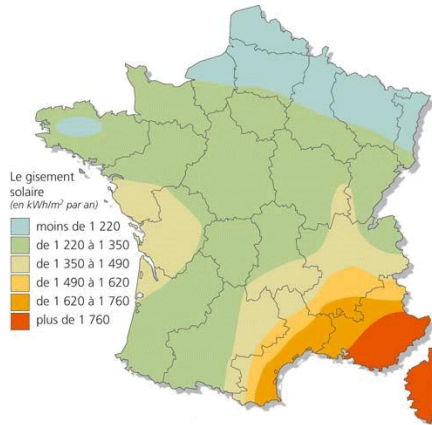 Le gisement
solaire
(en kWh/m² par an)
moins de 1 220
de 1 220 à 1 350
de 1 350 à 1 490
de 1 490 à 1 620
de 1 620 à 1 760
plus de 1 760